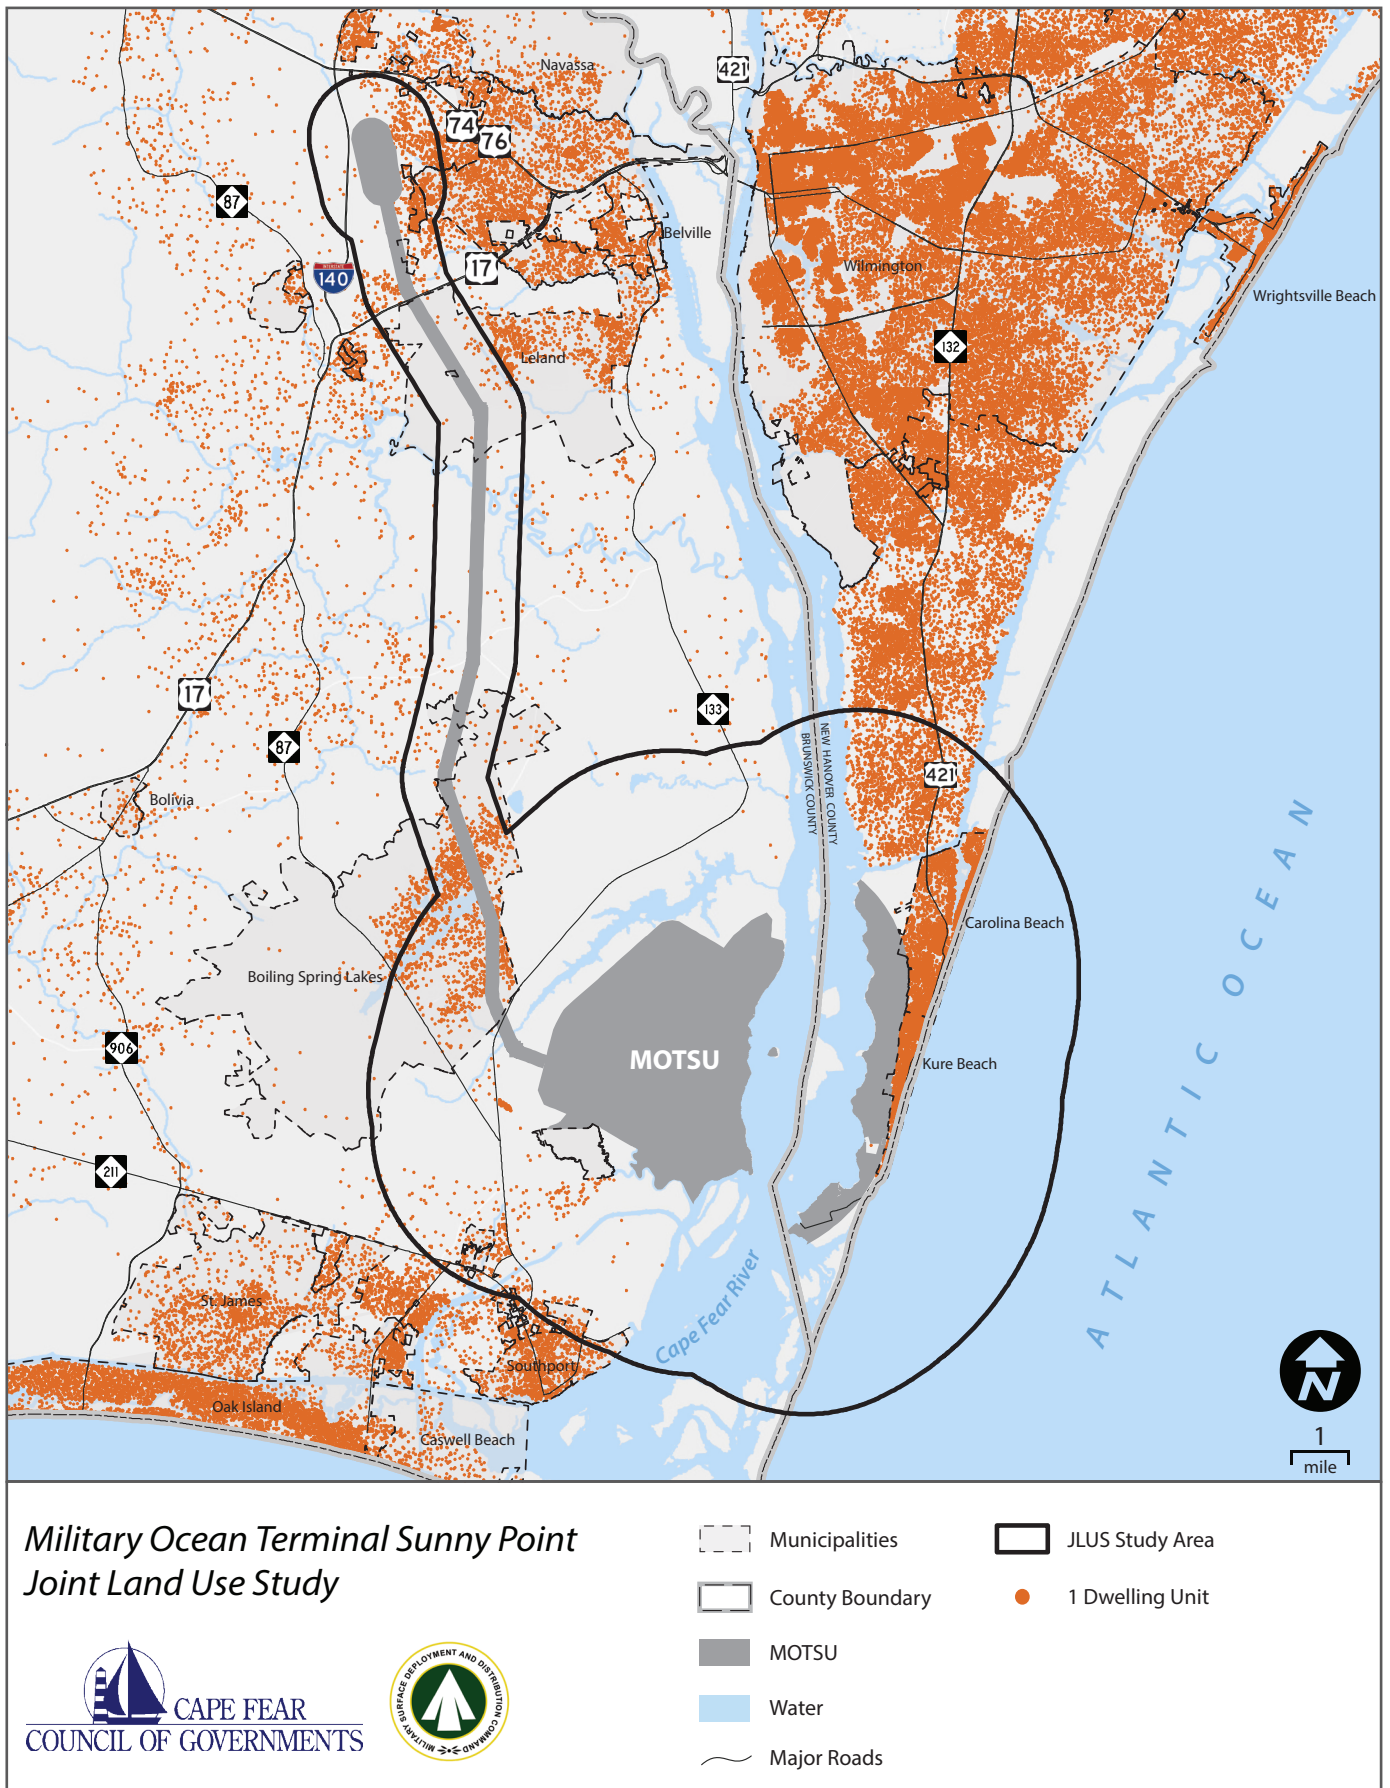 Navassa
421
74
76
87
Belville
17
INTERSTATE
140
Wilmington
Wrightsville Beach
132
Leland
17
133
87
NEW HANOVER COUNTY
BRUNSWICK COUNTY
421
Bolivia
Carolina Beach
Boiling Spring Lakes
906
MOTSU
Kure Beach
ATLANTIC OCEAN
211
Cape Fear River
St. James
Southport
Oak Island
Caswell Beach
N
1
mile
Military Ocean Terminal Sunny Point
Joint Land Use Study
CAPE FEAR
COUNCIL OF GOVERNMENTS
MILITARY SURFACE DEPLOYMENT AND DISTRIBUTION COMMAND
Municipalities
County Boundary
MOTSU
Water
Major Roads
JLUS Study Area
1 Dwelling Unit